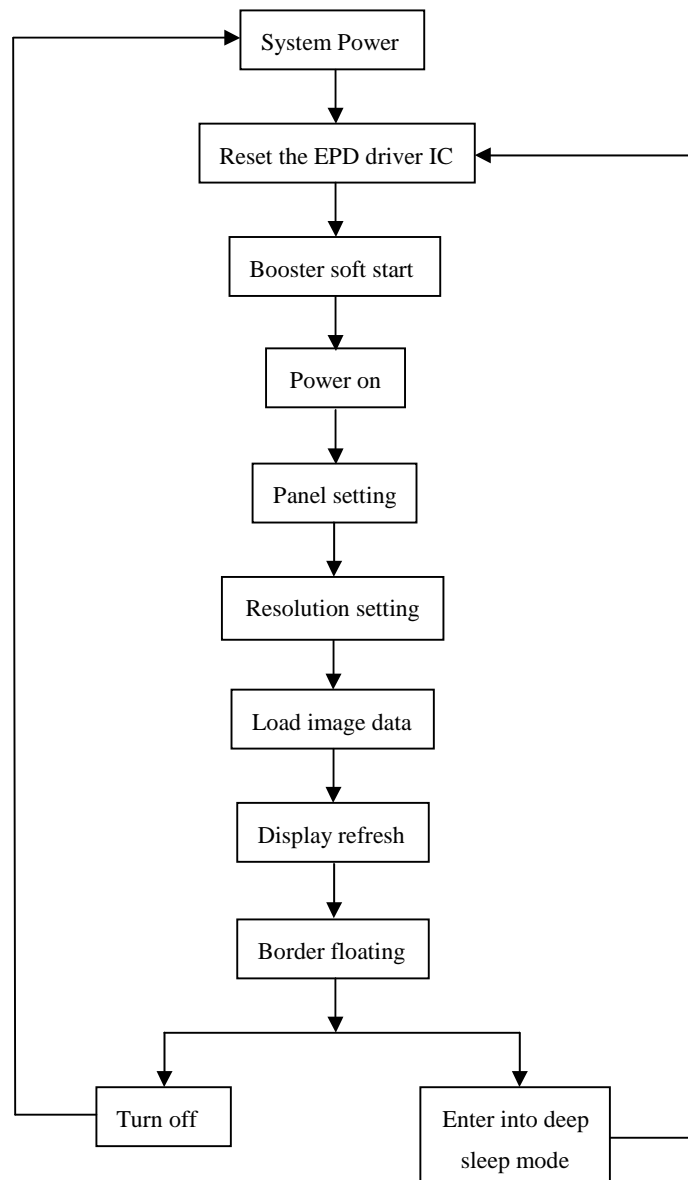 System Power
Reset the EPD driver IC
Booster soft start
Power on
Panel setting
Resolution setting
Load image data
Display refresh
Border floating
Turn off
Enter into deep
sleep mode